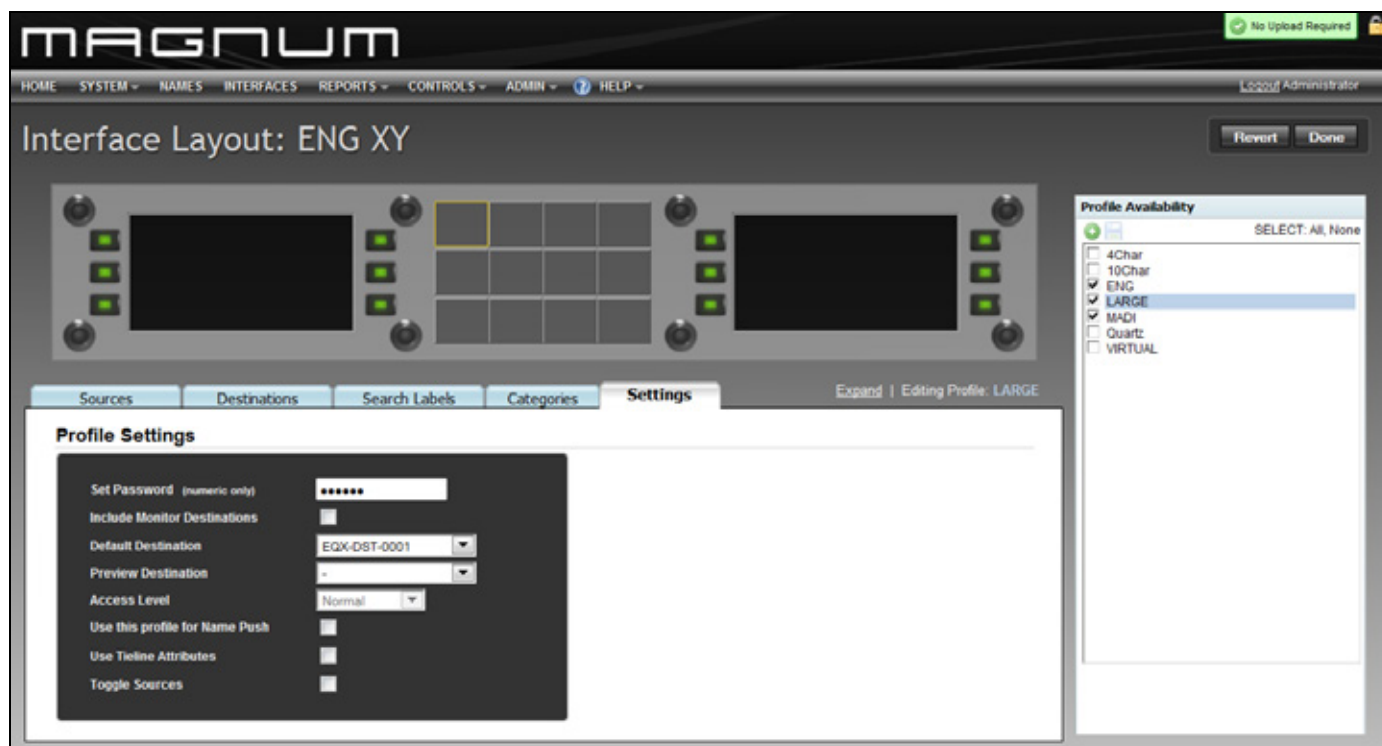 MAGNUM
No Upload Required
HOME SYSTEM NAMES INTERFACES REPORTS CONTROLS ADMIN ? HELP
Logout Administrator
Interface Layout: ENG XY
Revert Done
Profile Availability
SELECT: All, None
4Char
10Char
ENG
LARGE
MADI
Quartz
VIRTUAL
Sources Destinations Search Labels Categories Settings
Expand | Editing Profile: LARGE
Profile Settings
Set Password (numeric only) ••••••
Include Monitor Destinations
Default Destination EQX-DST-0001
Preview Destination -
Access Level Normal
Use this profile for Name Push
Use Tieline Attributes
Toggle Sources